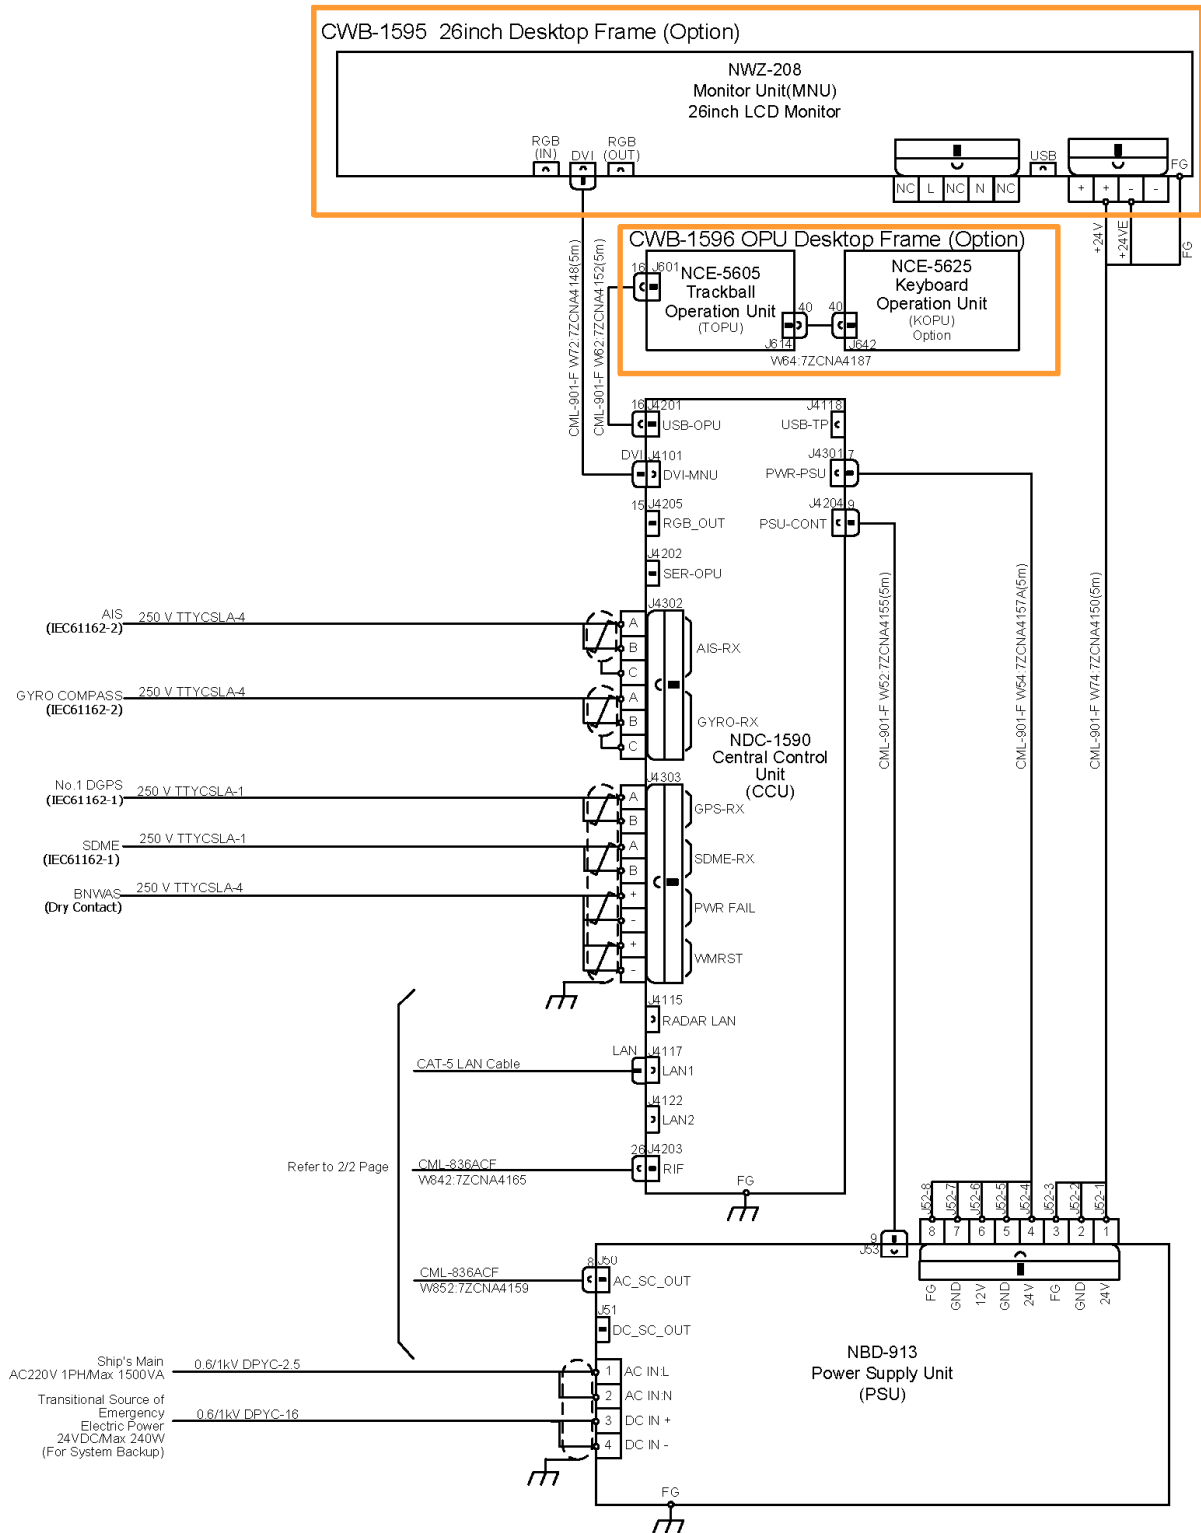 CWB-1595  26inch Desktop Frame (Option)
NWZ-208
Monitor Unit(MNU)
26inch LCD Monitor
RGB
(IN)
DVI
RGB
(OUT)
USB
FG
NC L NC N NC
+ + - -
+24V
+24VE
FG
CWB-1596 OPU Desktop Frame (Option)
16 J601
NCE-5605
Trackball
Operation Unit
(TOPU)
40
J614
NCE-5625
Keyboard
Operation Unit
(KOPU)
Option
40
J642
W64:7ZCNA4187
CML-901-F W72:7ZCNA4148(5m)
CML-901-F W62:7ZCNA4152(5m)
16 J4201
USB-OPU
J4118
USB-TP
DVI J4101
DVI-MNU
J4301 7
PWR-PSU
15 J4205
RGB_OUT
J4204 9
PSU-CONT
J4202
SER-OPU
CML-901-F W52:7ZCNA4155(5m)
CML-901-F W54:7ZCNA4157A(5m)
CML-901-F W74:7ZCNA4150(5m)
AIS
(IEC61162-2)
250 V TTYCSLA-4
J4302
A
B
C
AIS-RX
GYRO COMPASS
(IEC61162-2)
250 V TTYCSLA-4
A
B
C
GYRO-RX
NDC-1590
Central Control
Unit
(CCU)
No.1 DGPS
(IEC61162-1)
250 V TTYCSLA-1
J4303
A
B
GPS-RX
SDME
(IEC61162-1)
250 V TTYCSLA-1
A
B
SDME-RX
BNWAS
(Dry Contact)
250 V TTYCSLA-4
+
-
PWR FAIL
+
-
WMRST
J4115
RADAR LAN
CAT-5 LAN Cable
LAN J4117
LAN1
J4122
LAN2
Refer to 2/2 Page
CML-836ACF
W842:7ZCNA4165
26 J4203
RIF
FG
J52-8 J52-7 J52-6 J52-5 J52-4 J52-3 J52-2 J52-1
8 7 6 5 4 3 2 1
9
J53
FG GND 12V GND 24V FG GND 24V
CML-836ACF
W852:7ZCNA4159
8 J50
AC_SC_OUT
J51
DC_SC_OUT
NBD-913
Power Supply Unit
(PSU)
Ship's Main
AC220V 1PH/Max 1500VA
0.6/1kV DPYC-2.5
1 AC IN:L
2 AC IN:N
Transitional Source of
Emergency
Electric Power
24VDC/Max 240W
(For System Backup)
0.6/1kV DPYC-16
3 DC IN +
4 DC IN -
FG